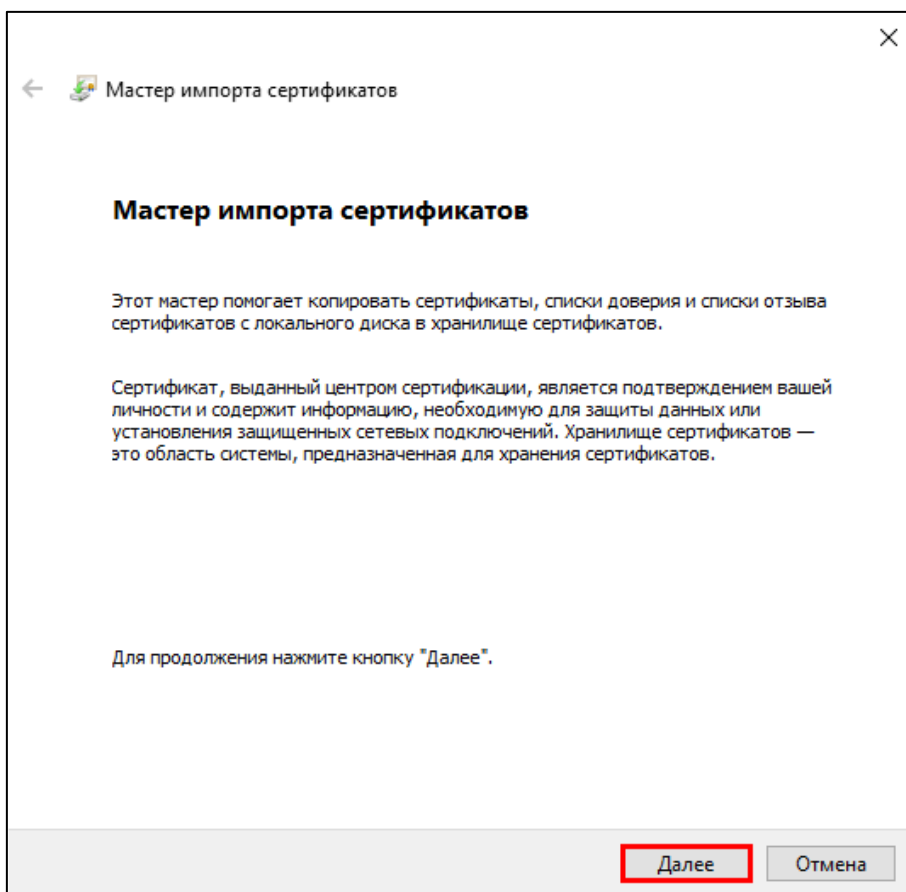 Мастер импорта сертификатов
Мастер импорта сертификатов
Этот мастер помогает копировать сертификаты, списки доверия и списки отзыва
сертификатов с локального диска в хранилище сертификатов.
Сертификат, выданный центром сертификации, является подтверждением вашей
личности и содержит информацию, необходимую для защиты данных или
установления защищенных сетевых подключений. Хранилище сертификатов —
это область системы, предназначенная для хранения сертификатов.
Для продолжения нажмите кнопку "Далее".
Далее
Отмена